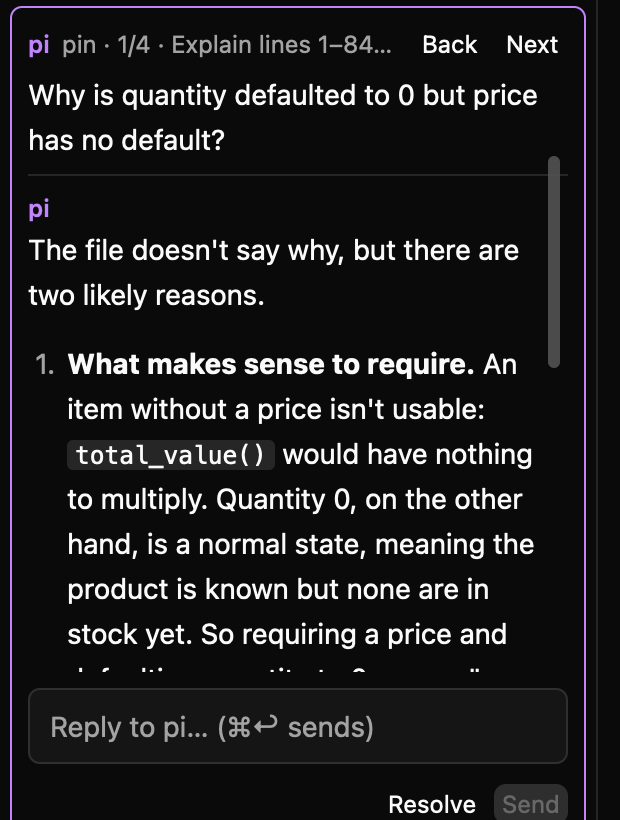 pi pin · 1/4 · Explain lines 1–84... Back Next
Why is quantity defaulted to 0 but price
has no default?
pi
The file doesn't say why, but there are
two likely reasons.
1. What makes sense to require. An
item without a price isn't usable:
total_value() would have nothing
to multiply. Quantity 0, on the other
hand, is a normal state, meaning the
product is known but none are in
stock yet. So requiring a price and
Reply to pi... (⌘↩ sends)
Resolve Send